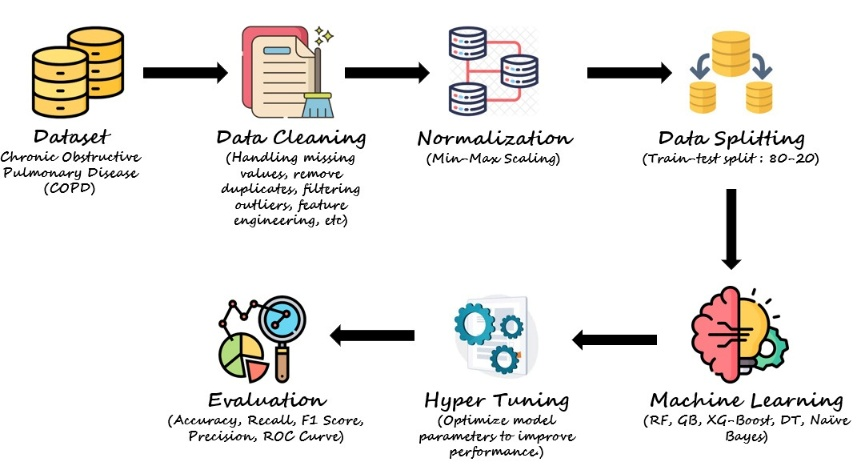 Dataset
Chronic Obstructive
Pulmonary Disease
(COPD)
Data Cleaning
(Handling missing
values, remove
duplicates, filtering
outliers, feature
engineering, etc)
Normalization
(Min-Max Scaling)
Data Splitting
(Train-test split : 80-20)
Machine Learning
(RF, GB, XG-Boost, DT, Naïve
Bayes)
Hyper Tuning
(Optimize model
parameters to improve
performance.)
Evaluation
(Accuracy, Recall, F1 Score,
Precision, ROC Curve)